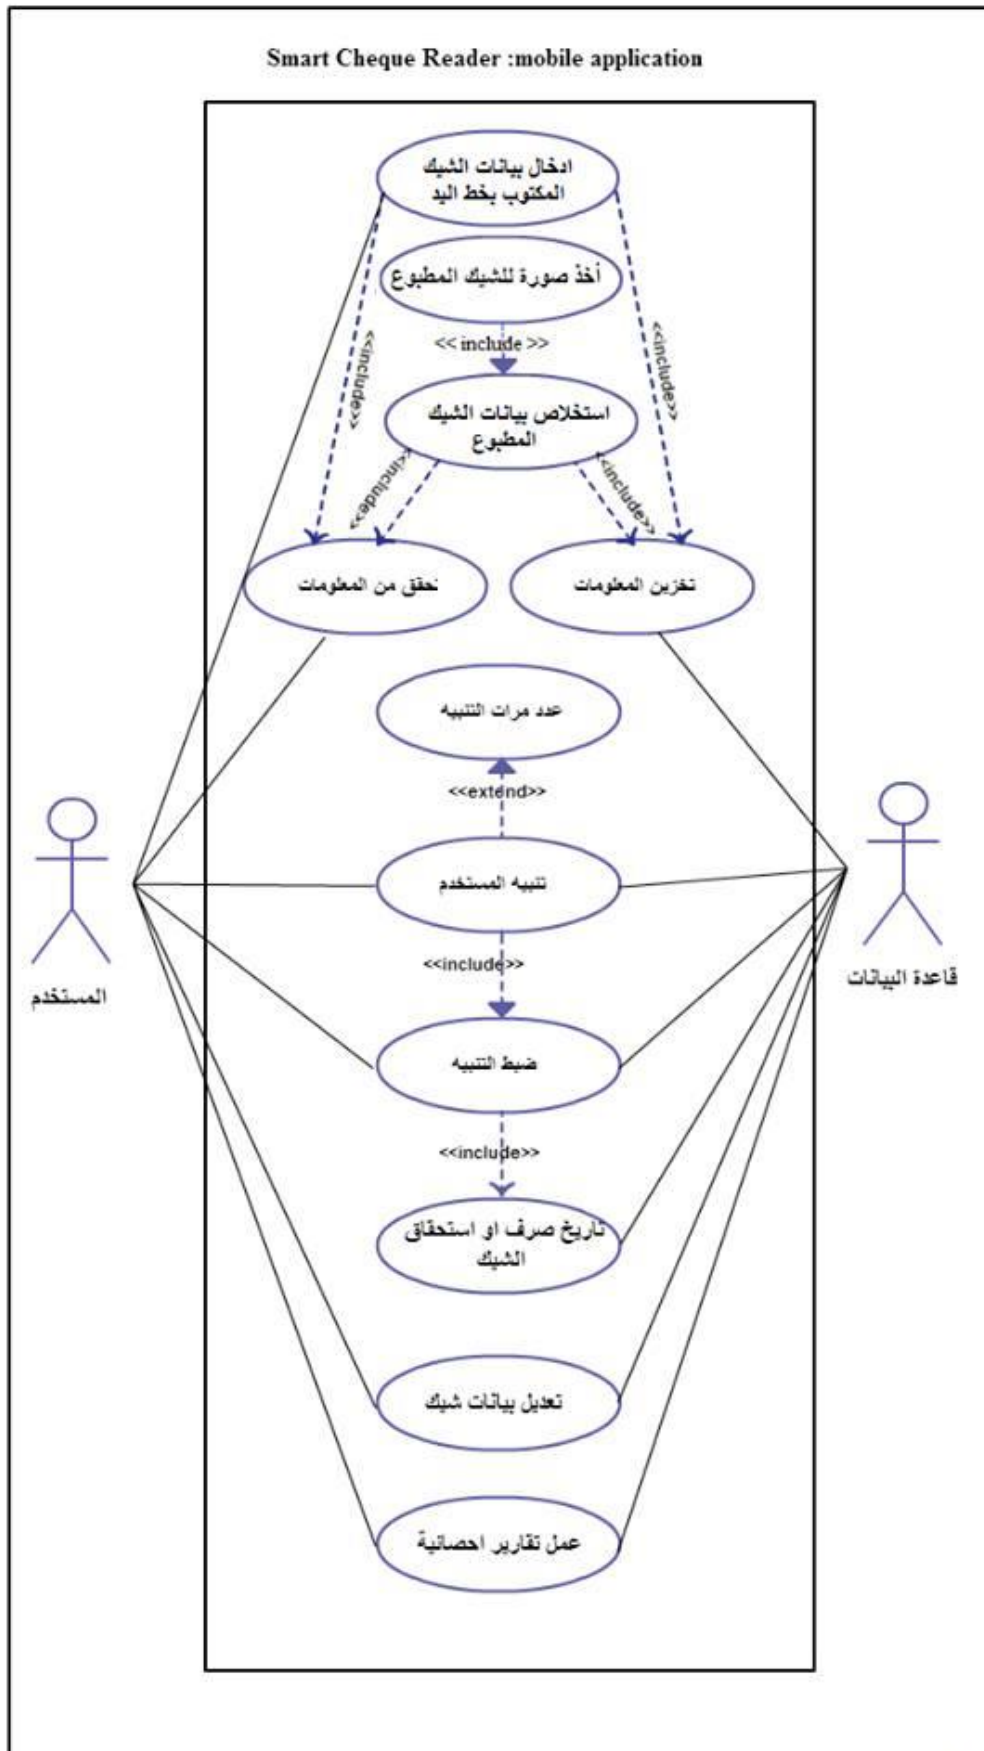 Smart Cheque Reader :mobile application
ادخال بيانات الشيك
المكتوب بخط اليد
أخذ صورة للشيك المطبوع
<<include>>
<<include>>
<< include >>
استخلاص بيانات الشيك
المطبوع
<<include>>
<<include>>
تحقق من المعلومات
تخزين المعلومات
عدد مرات التنبيه
<<extend>>
تنبيه المستخدم
المستخدم
قاعدة البيانات
<<include>>
ضبط التنبيه
<<include>>
تاريخ صرف او استحقاق
الشيك
تعديل بيانات شيك
عمل تقارير احصائية